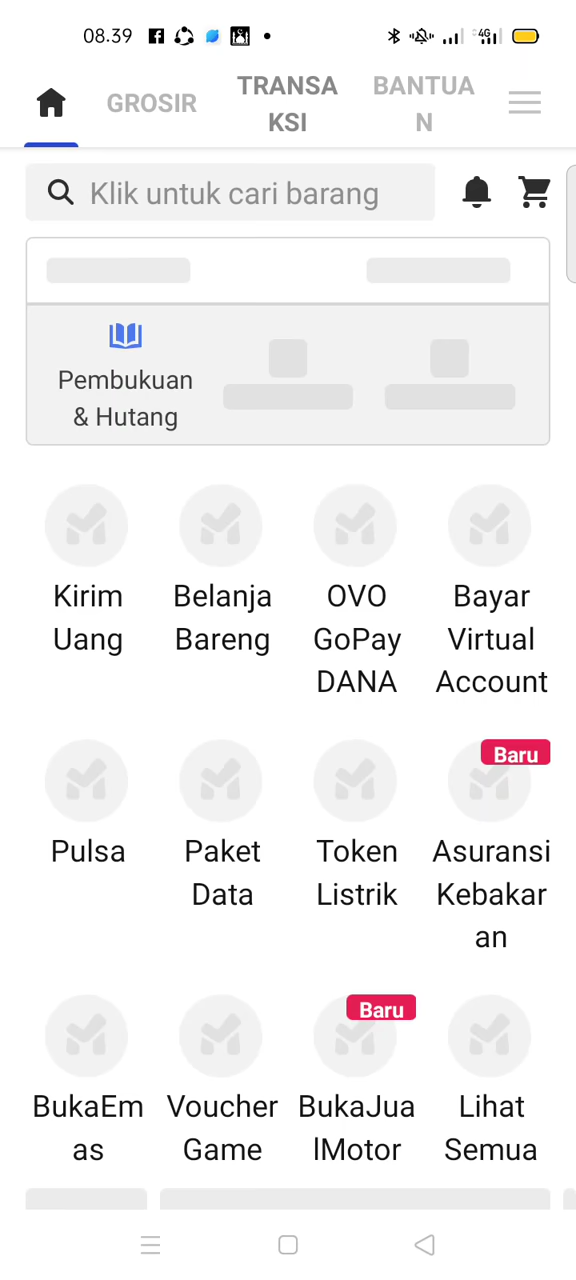 08.39
4G
GROSIR
TRANSA
KSI
BANTUA
N
Klik untuk cari barang
Pembukuan
& Hutang
Kirim
Uang
Belanja
Bareng
OVO
GoPay
DANA
Bayar
Virtual
Account
Baru
Pulsa
Paket
Data
Token
Listrik
Asuransi
Kebakar
an
Baru
BukaEm
as
Voucher
Game
BukaJua
lMotor
Lihat
Semua